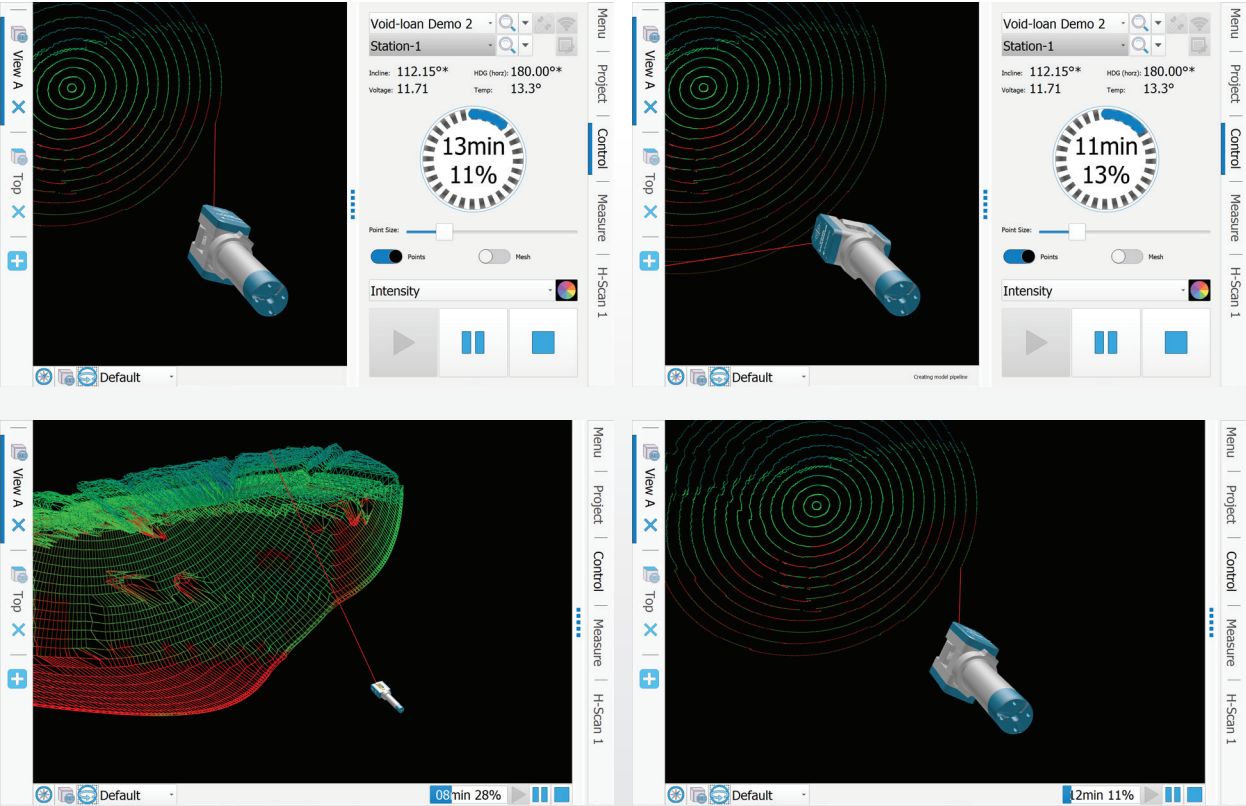 View A
Top
Void-loan Demo 2
Station-1
Incline: 112.15°* HDG (horz): 180.00°*
Voltage: 11.71 Temp: 13.3°
13min
11%
Point Size:
Points Mesh
Intensity
Default
Menu | Project | Control | Measure | H-Scan 1
View A
Top
Void-loan Demo 2
Station-1
Incline: 112.15°* HDG (horz): 180.00°*
Voltage: 11.71 Temp: 13.3°
11min
13%
Point Size:
Points Mesh
Intensity
Default
Creating model pipeline
Menu | Project | Control | Measure | H-Scan 1
View A
Top
Default
08min 28%
Menu | Project | Control | Measure | H-Scan 1
View A
Top
Default
12min 11%
Menu | Project | Control | Measure | H-Scan 1